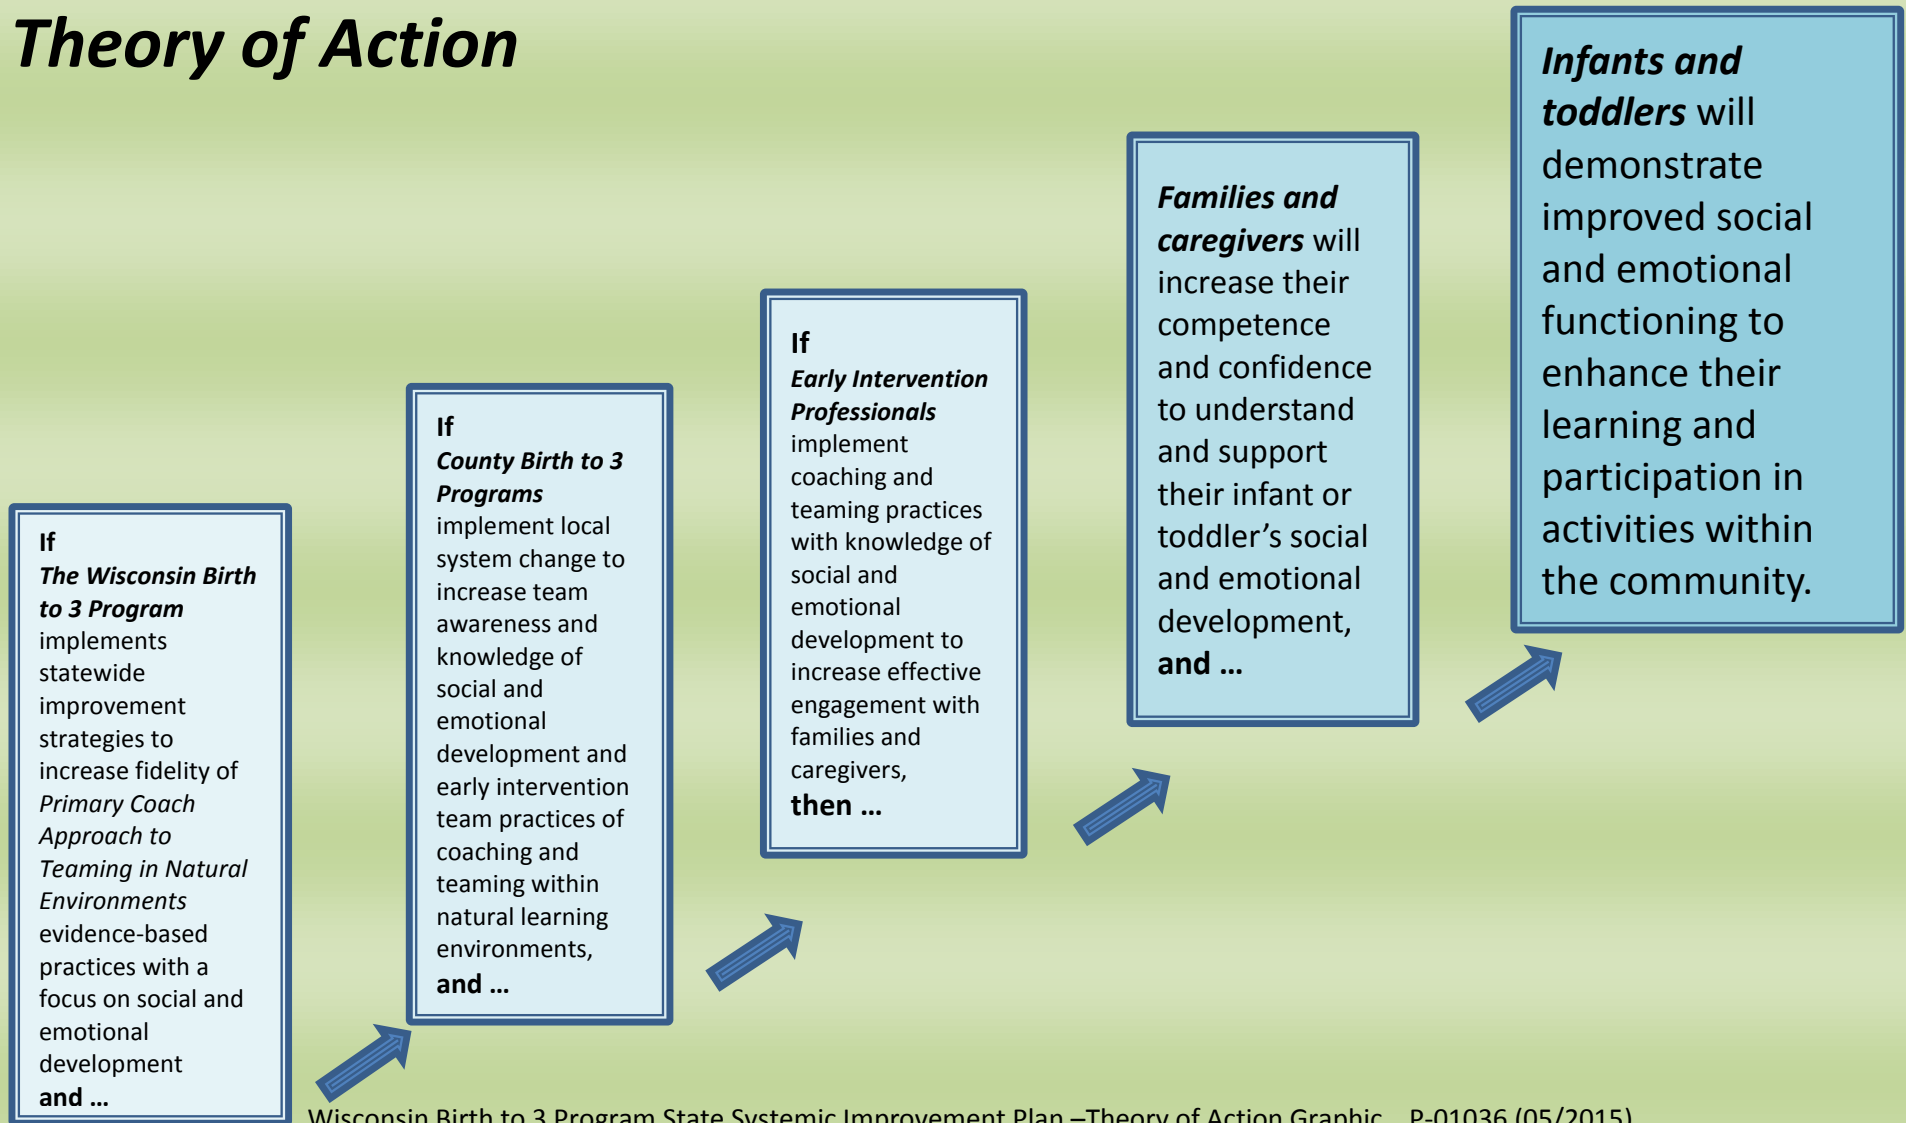 Theory of Action
If
The Wisconsin Birth
to 3 Program
implements
statewide
improvement
strategies to
increase fidelity of
Primary Coach
Approach to
Teaming in Natural
Environments
evidence-based
practices with a
focus on social and
emotional
development
and …
If
County Birth to 3
Programs
implement local
system change to
increase team
awareness and
knowledge of
social and
emotional
development and
early intervention
team practices of
coaching and
teaming within
natural learning
environments,
and …
If
Early Intervention
Professionals
implement
coaching and
teaming practices
with knowledge of
social and
emotional
development to
increase effective
engagement with
families and
caregivers,
then …
Families and
caregivers will
increase their
competence
and confidence
to understand
and support
their infant or
toddler’s social
and emotional
development,
and …
Infants and
toddlers will
demonstrate
improved social
and emotional
functioning to
enhance their
learning and
participation in
activities within
the community.
Wisconsin Birth to 3 Program State Systemic Improvement Plan –Theory of Action Graphic P-01036 (05/2015)